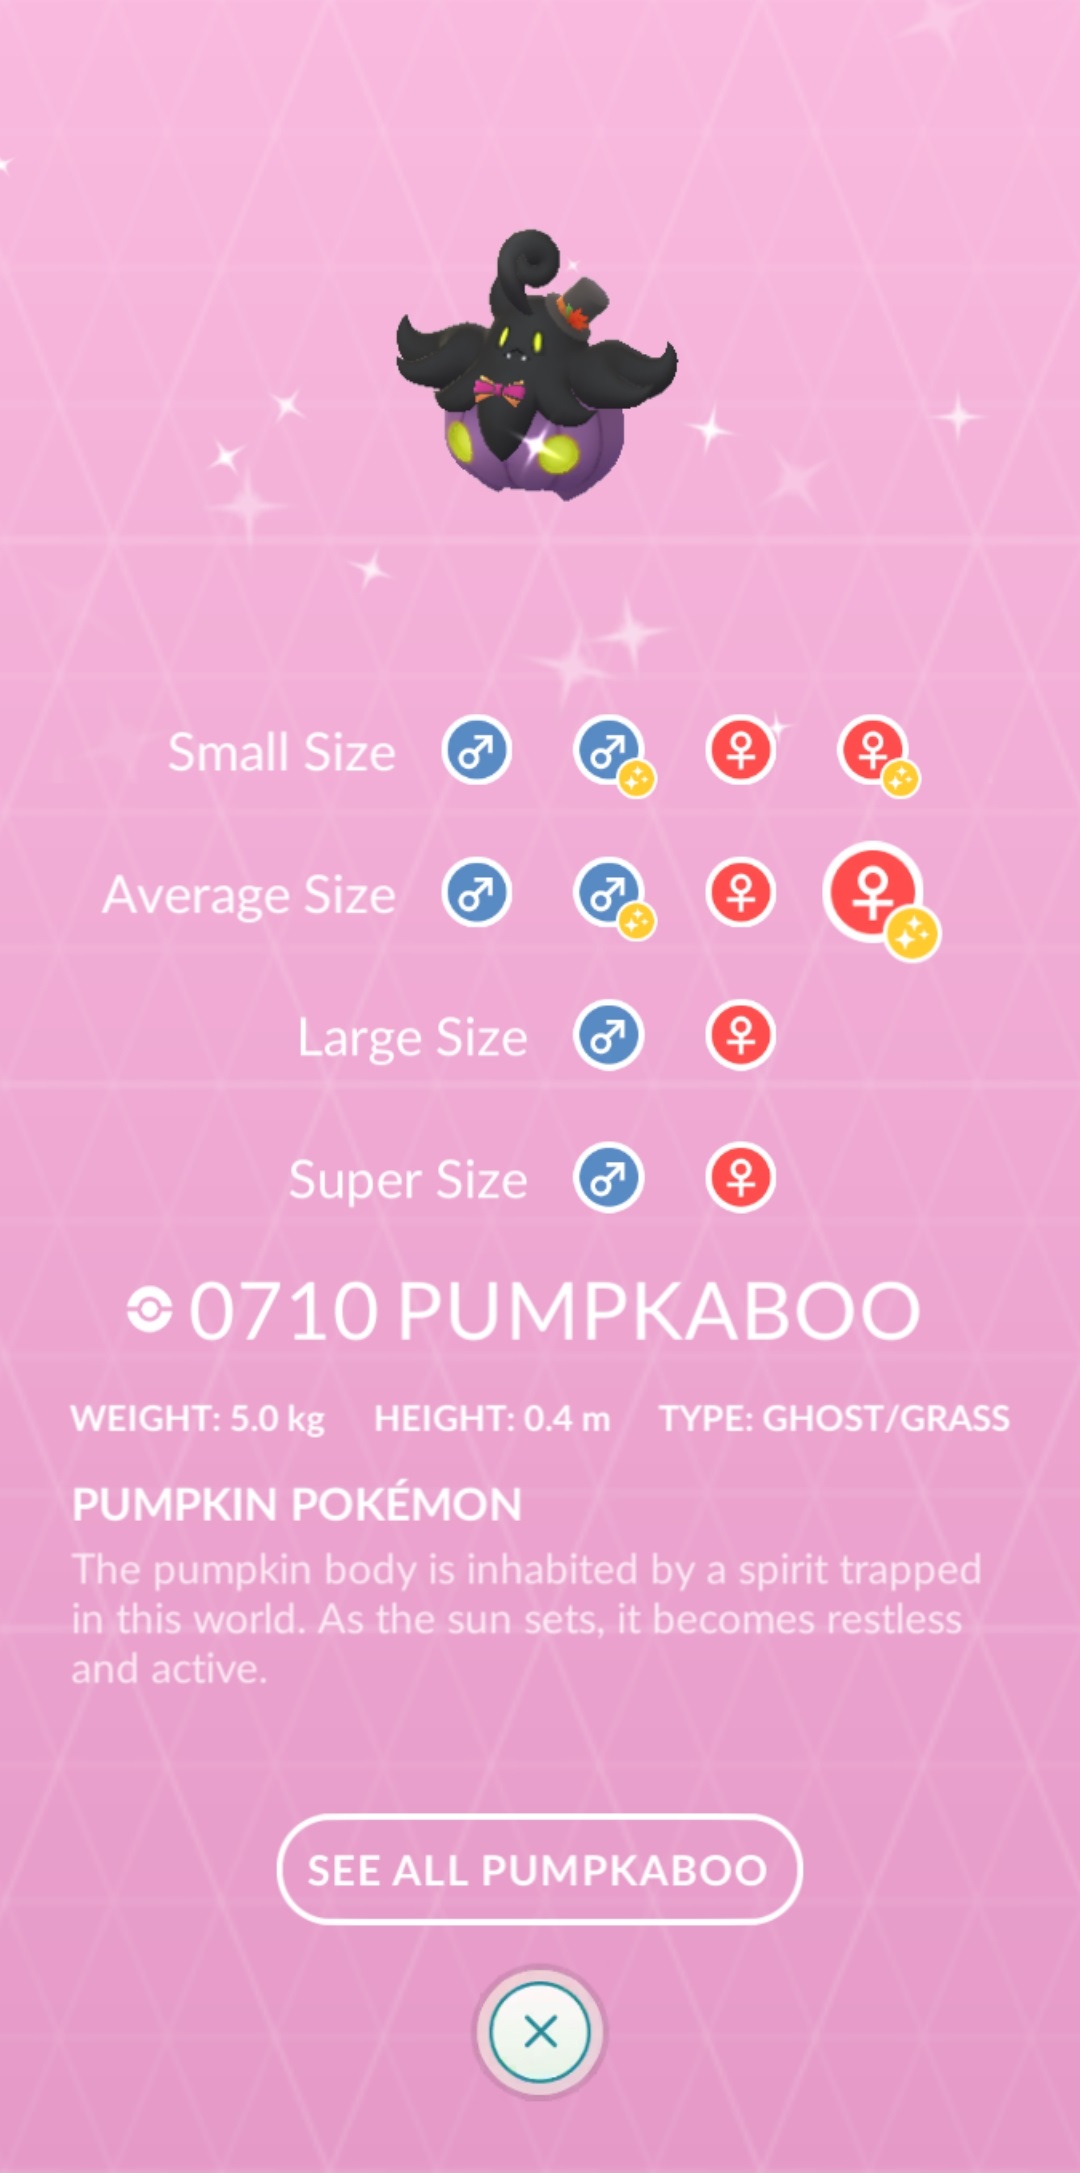 Small Size
Average Size
Large Size
Super Size
0710 PUMPKABOO
WEIGHT: 5.0 kg HEIGHT: 0.4 m TYPE: GHOST/GRASS
PUMPKIN POKÉMON
The pumpkin body is inhabited by a spirit trapped
in this world. As the sun sets, it becomes restless
and active.
SEE ALL PUMPKABOO